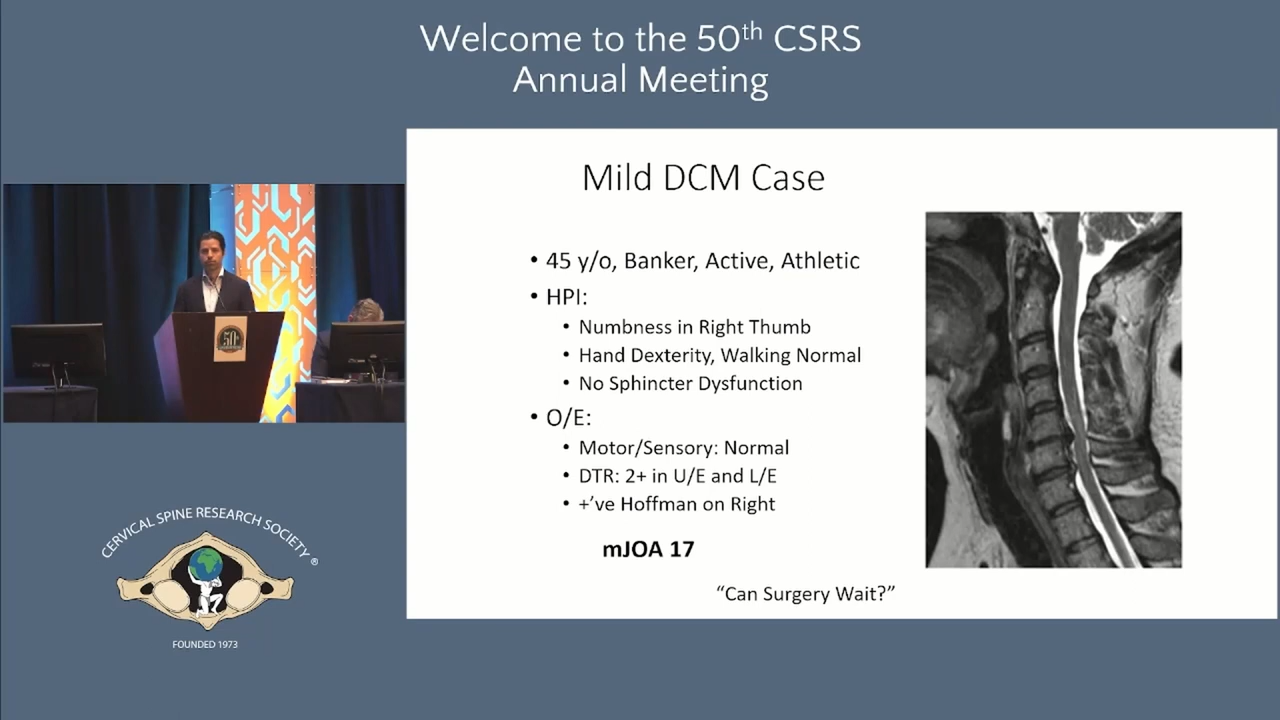 Welcome to the 50th CSRS
Annual Meeting
Mild DCM Case
• 45 y/o, Banker, Active, Athletic
• HPI:
• Numbness in Right Thumb
• Hand Dexterity, Walking Normal
• No Sphincter Dysfunction
• O/E:
• Motor/Sensory: Normal
• DTR: 2+ in U/E and L/E
• +’ve Hoffman on Right
mJOA 17
“Can Surgery Wait?”
50
CERVICAL SPINE RESEARCH SOCIETY ®
FOUNDED 1973